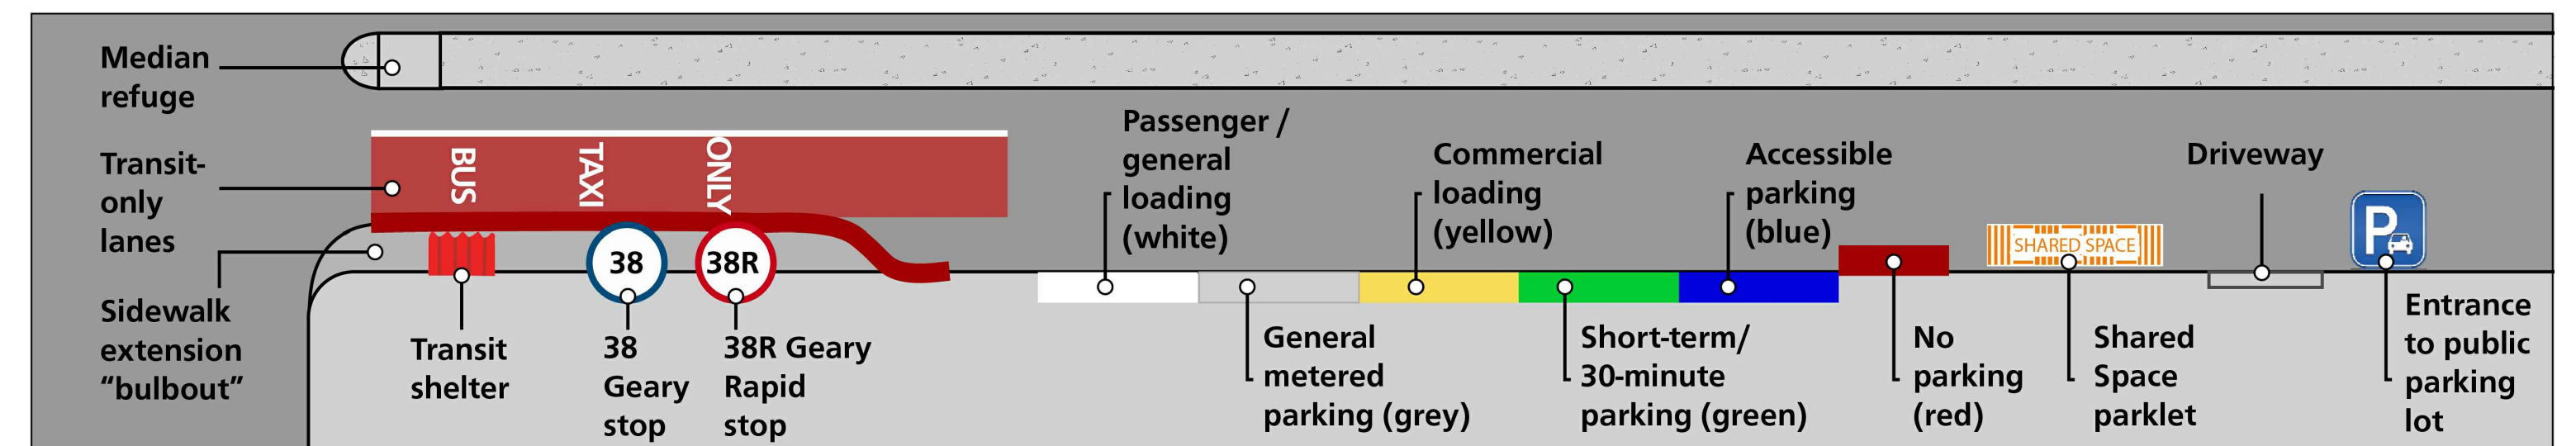 Median
refuge
Transit-
only
lanes
Sidewalk
extension
“bulbout”
BUS
TAXI
ONLY
Transit
shelter
38
38
Geary
stop
38R
38R Geary
Rapid
stop
Passenger /
general
loading
(white)
General
metered
parking (grey)
Commercial
loading
(yellow)
Short-term/
30-minute
parking (green)
Accessible
parking
(blue)
No
parking
(red)
SHARED SPACE
Shared
Space
parklet
Driveway
P
Entrance
to public
parking
lot